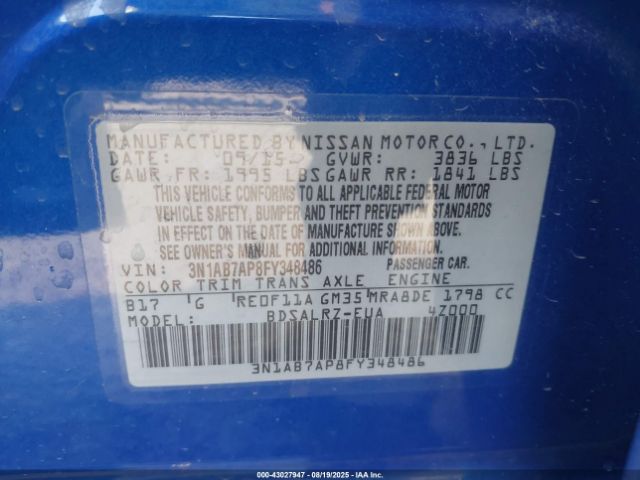 MANUFACTURED BY NISSAN MOTOR CO., LTD.
DATE: 09/15 GVWR: 3836 LBS
GAWR FR: 1995 LBS GAWR RR: 1841 LBS
THIS VEHICLE CONFORMS TO ALL APPLICABLE FEDERAL MOTOR
VEHICLE SAFETY, BUMPER AND THEFT PREVENTION STANDARDS
IN EFFECT ON THE DATE OF MANUFACTURE SHOWN ABOVE.
SEE OWNER'S MANUAL FOR ADDITIONAL INFORMATION.
VIN: 3N1AB7AP8FY348486 PASSENGER CAR.
COLOR TRIM TRANS AXLE ENGINE
B17 G RE0F11A GM35 MRA8DE 1798 CC
MODEL: BDSALRZ-EUA 4Z000
3N1AB7AP8FY348486
000-43027947 - 08/19/2025 - IAAI.COM